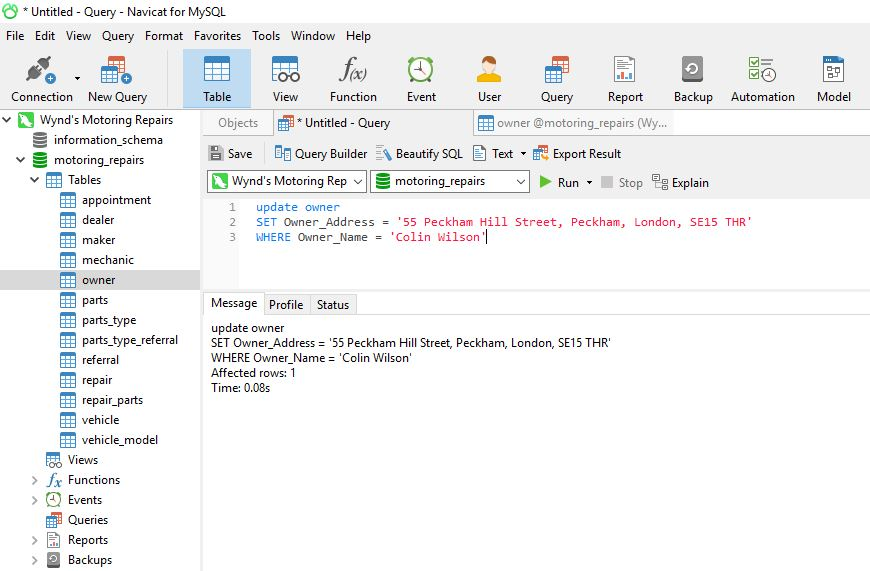 * Untitled - Query - Navicat for MySQL
File Edit View Query Format Favorites Tools Window Help
Connection New Query Table View Function Event User Query Report Backup Automation Model
Wynd's Motoring Repairs
information_schema
motoring_repairs
Tables
appointment
dealer
maker
mechanic
owner
parts
parts_type
parts_type_referral
referral
repair
repair_parts
vehicle
vehicle_model
Views
Functions
Events
Queries
Reports
Backups
Objects * Untitled - Query owner @motoring_repairs (Wy...
Save Query Builder Beautify SQL Text Export Result
Wynd's Motoring Rep motoring_repairs Run Stop Explain
1 update owner
2 SET Owner_Address = '55 Peckham Hill Street, Peckham, London, SE15 THR'
3 WHERE Owner_Name = 'Colin Wilson'
Message Profile Status
update owner
SET Owner_Address = '55 Peckham Hill Street, Peckham, London, SE15 THR'
WHERE Owner_Name = 'Colin Wilson'
Affected rows: 1
Time: 0.08s